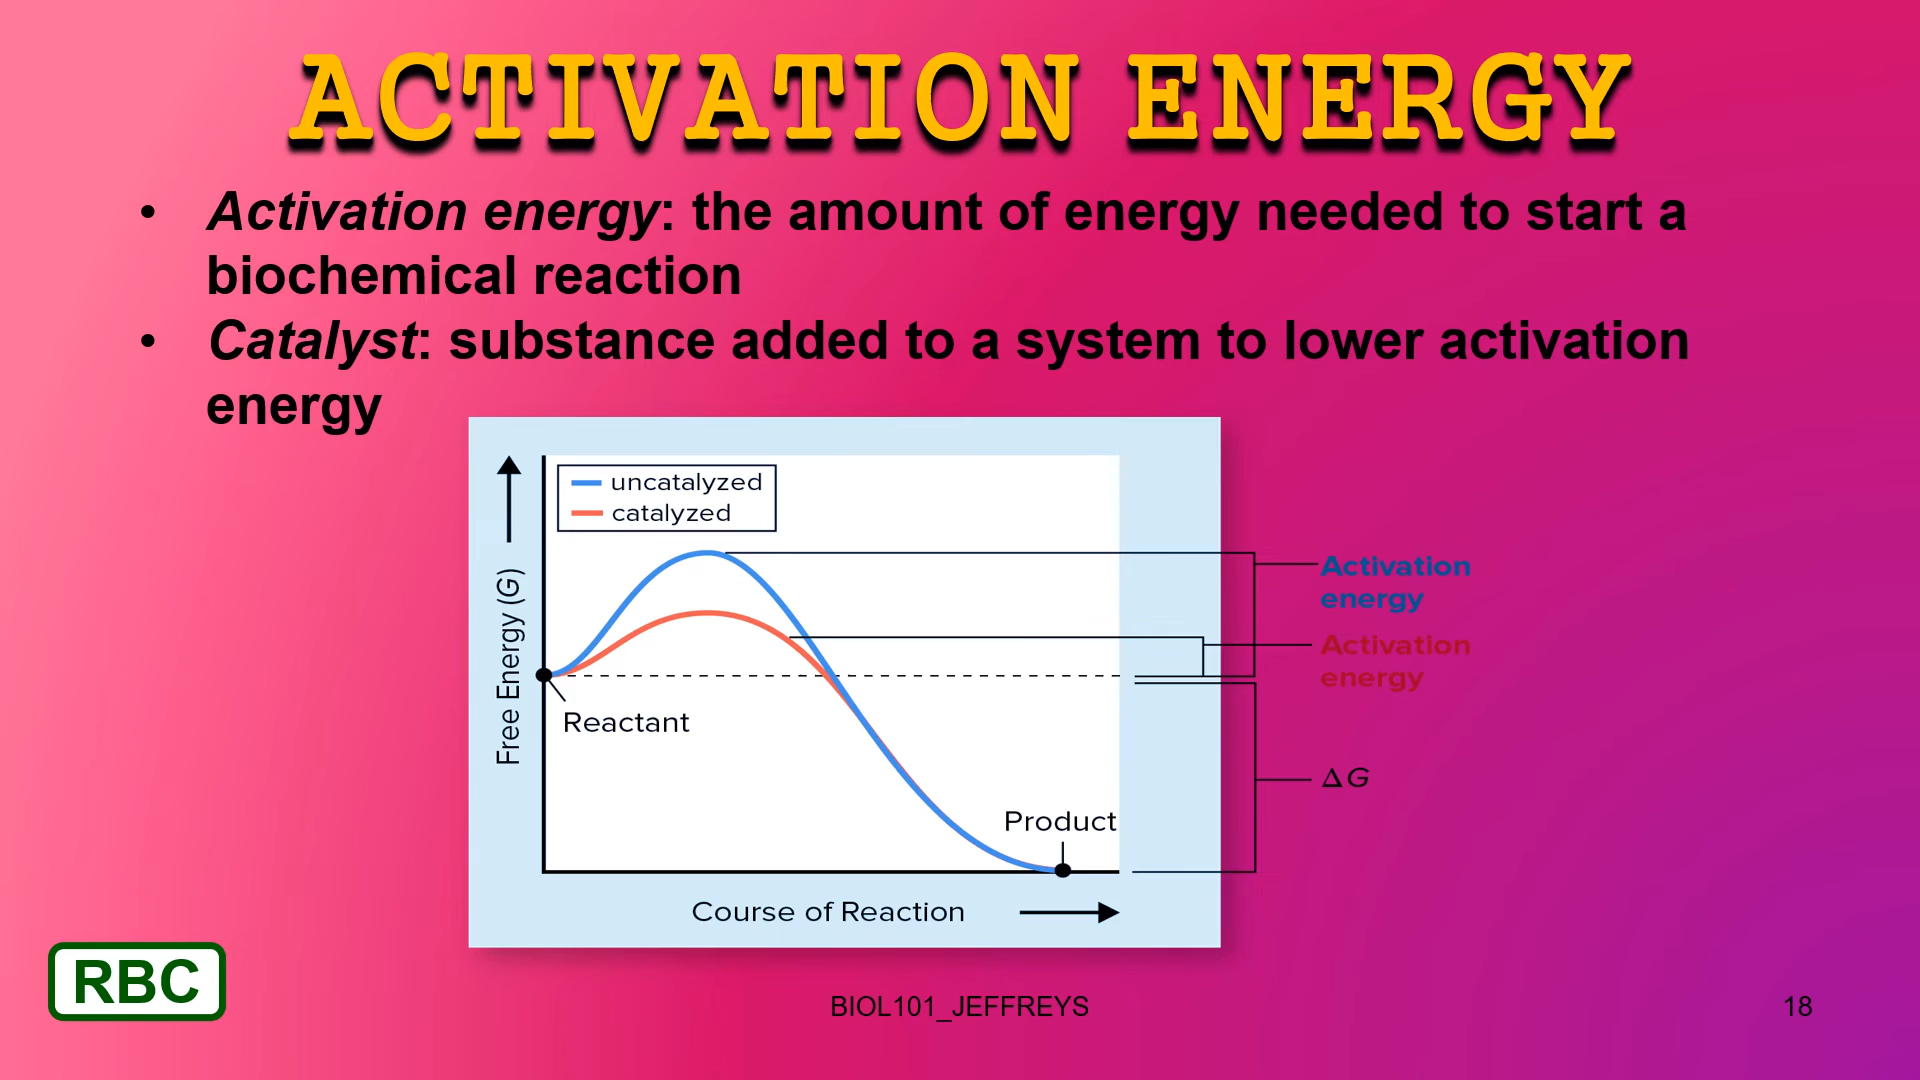 ACTIVATION ENERGY
• Activation energy: the amount of energy needed to start a
biochemical reaction
• Catalyst: substance added to a system to lower activation
energy
uncatalyzed
catalyzed
Free Energy (G)
Activation
energy
Activation
energy
Reactant
ΔG
Product
Course of Reaction
RBC
BIOL101_JEFFREYS
18